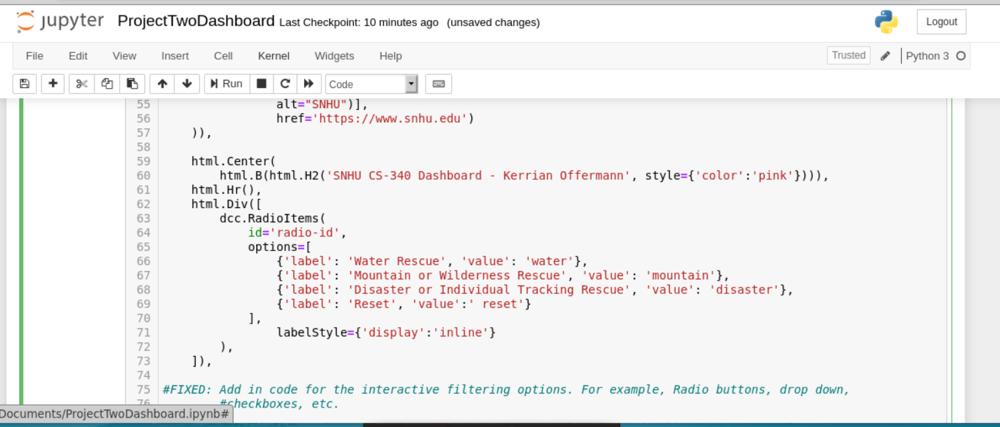 jupyter ProjectTwoDashboard Last Checkpoint: 10 minutes ago (unsaved changes) Logout
File Edit View Insert Cell Kernel Widgets Help Trusted Python 3
Run Code
55 alt="SNHU")],
56 href='https://www.snhu.edu')
57 )),
58
59 html.Center(
60 html.B(html.H2('SNHU CS-340 Dashboard - Kerrian Offermann', style={'color':'pink'}))),
61 html.Hr(),
62 html.Div([
63 dcc.RadioItems(
64 id='radio-id',
65 options=[
66 {'label': 'Water Rescue', 'value': 'water'},
67 {'label': 'Mountain or Wilderness Rescue', 'value': 'mountain'},
68 {'label': 'Disaster or Individual Tracking Rescue', 'value': 'disaster'},
69 {'label': 'Reset', 'value':' reset'}
70 ],
71 labelStyle={'display':'inline'}
72 ),
73 ]),
74
75 #FIXED: Add in code for the interactive filtering options. For example, Radio buttons, drop down,
76 #checkboxes, etc.
Documents/ProjectTwoDashboard.ipynb#